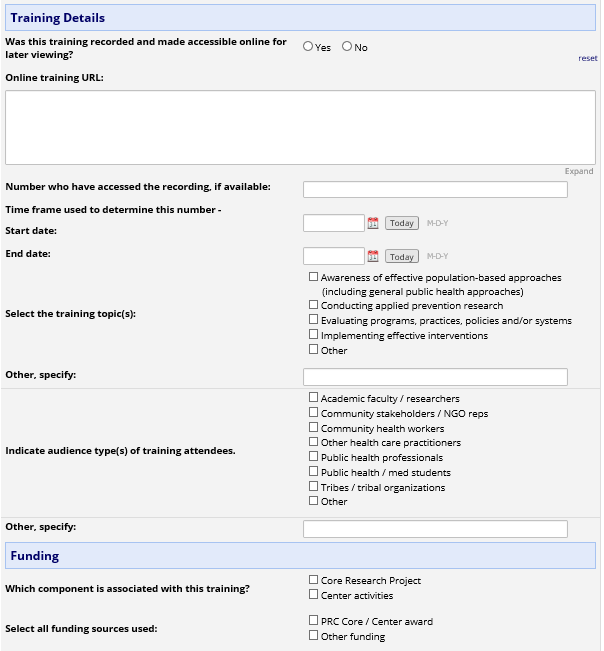 Training Details
Was this training recorded and made accessible online for
later viewing?
Yes No
reset
Online training URL:
Expand
Number who have accessed the recording, if available:
Time frame used to determine this number -
Start date:
Today M-D-Y
End date:
Today M-D-Y
Select the training topic(s):
Awareness of effective population-based approaches
(including general public health approaches)
Conducting applied prevention research
Evaluating programs, practices, policies and/or systems
Implementing effective interventions
Other
Other, specify:
Indicate audience type(s) of training attendees.
Academic faculty / researchers
Community stakeholders / NGO reps
Community health workers
Other health care practitioners
Public health professionals
Public health / med students
Tribes / tribal organizations
Other
Other, specify:
Funding
Which component is associated with this training?
Core Research Project
Center activities
Select all funding sources used:
PRC Core / Center award
Other funding